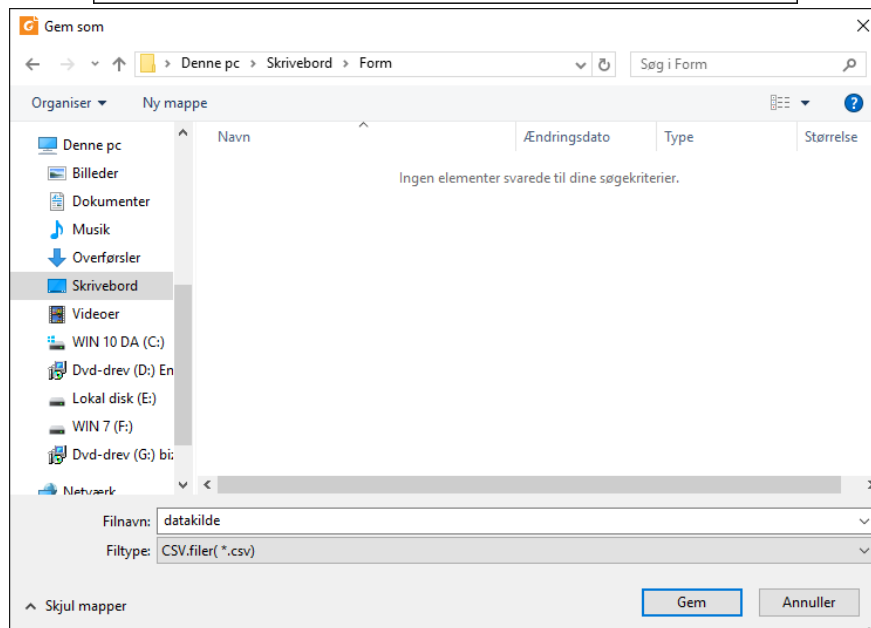 Gem som
Denne pc > Skrivebord > Form
Søg i Form
Organiser
Ny mappe
Navn
Ændringsdato
Type
Størrelse
Ingen elementer svarede til dine søgekriterier.
Denne pc
Billeder
Dokumenter
Musik
Overførsler
Skrivebord
Videoer
WIN 10 DA (C:)
Dvd-drev (D:) En
Lokal disk (E:)
WIN 7 (F:)
Dvd-drev (G:) bi
Netværk
Filnavn: datakilde
Filtype: CSV.filer( *.csv)
Skjul mapper
Gem
Annuller